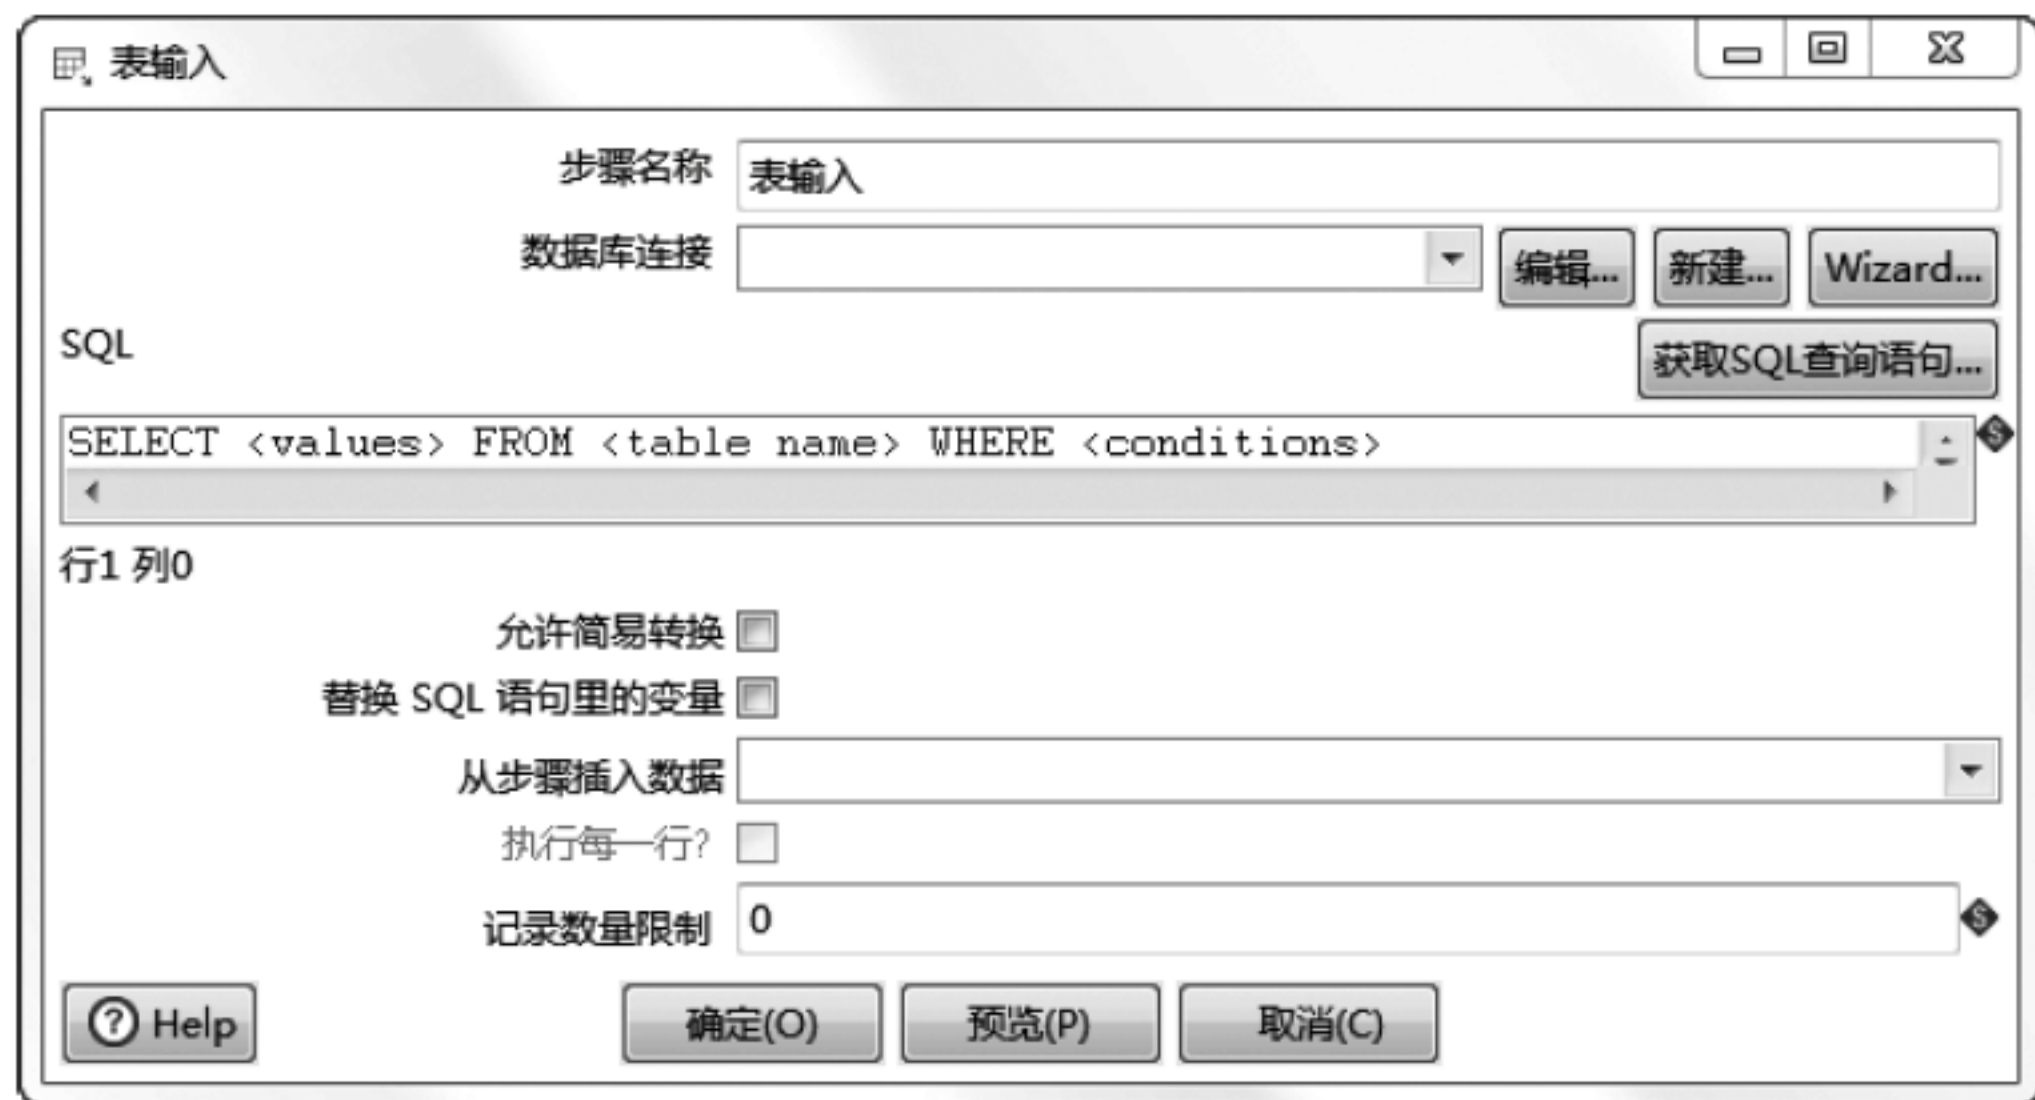 表输入
步骤名称 表输入
数据库连接 编辑... 新建... Wizard...
SQL 获取SQL查询语句...
SELECT <values> FROM <table name> WHERE <conditions>
行1 列0
允许简易转换
替换 SQL 语句里的变量
从步骤插入数据
执行每一行?
记录数量限制 0
Help 确定(O) 预览(P) 取消(C)